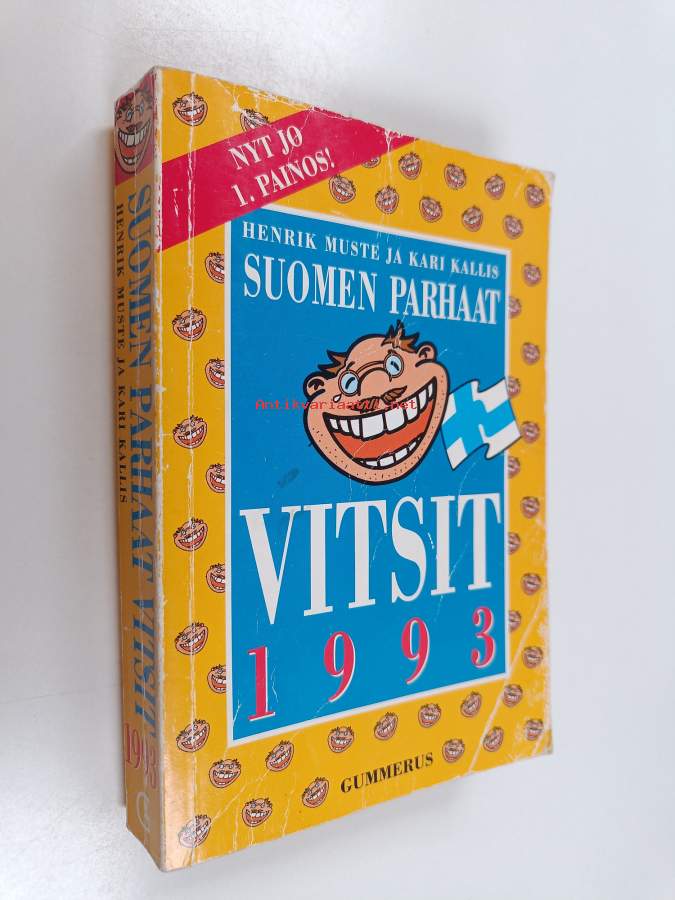 NYT JO
1. PAINOS!
HENRIK MUSTE JA KARI KALLIS
SUOMEN PARHAAT
Antikvariaatti.net
VITSIT
1993
GUMMERUS
SUOMEN PARHAAT VITSIT 1993
HENRIK MUSTE JA KARI KALLIS
G